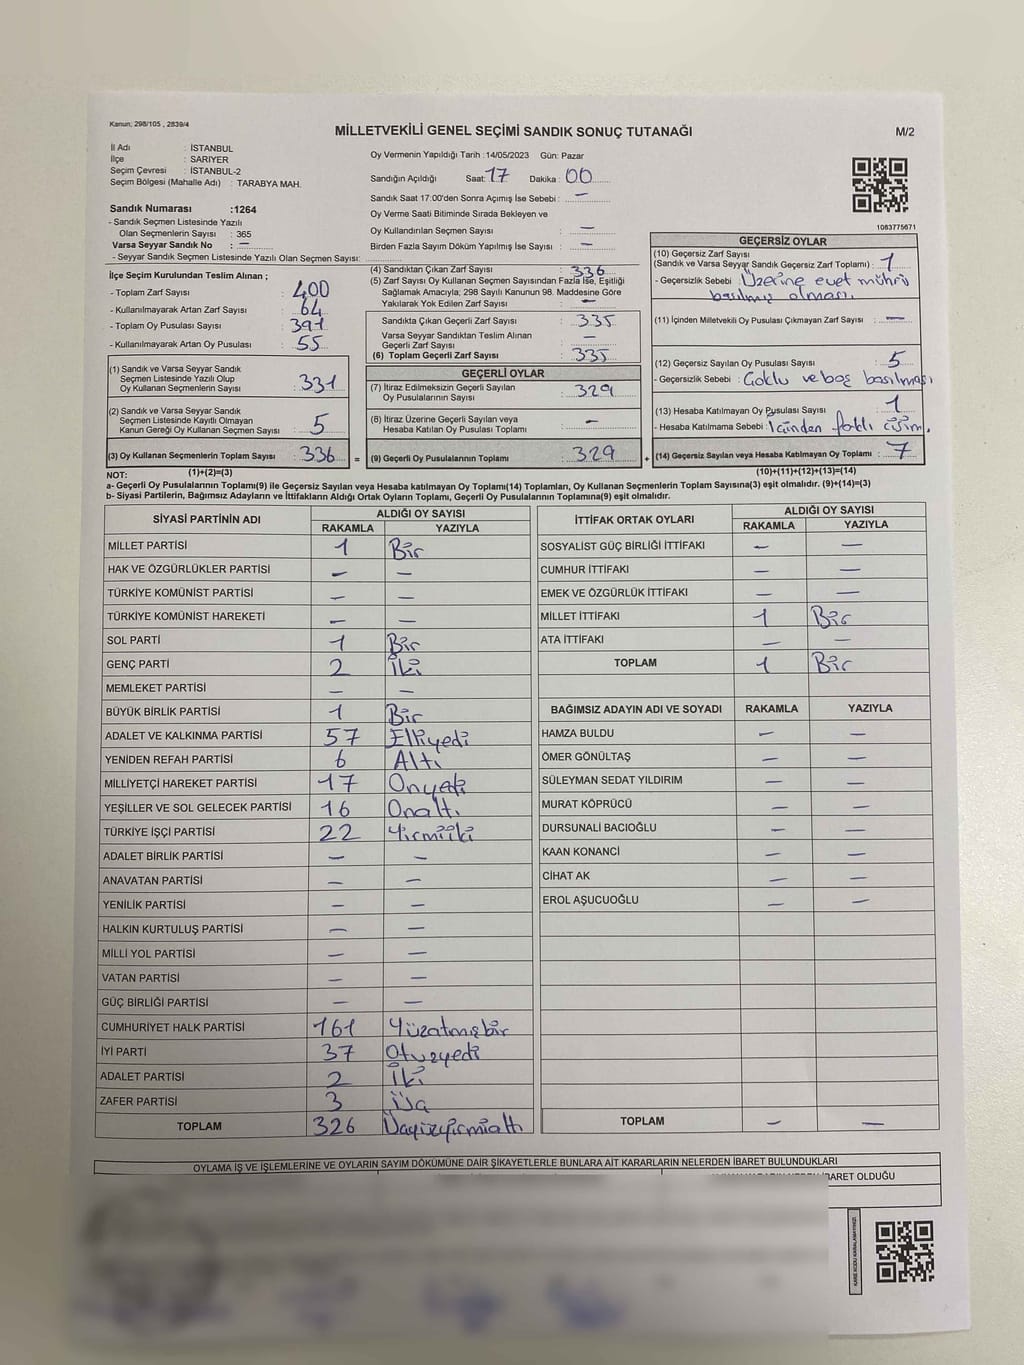 Kanun: 298/105 , 2839/4
MİLLETVEKİLİ GENEL SEÇİMİ SANDIK SONUÇ TUTANAĞI
M/2
İl Adı : İSTANBUL
İlçe : SARIYER
Seçim Çevresi : İSTANBUL-2
Seçim Bölgesi (Mahalle Adı) : TARABYA MAH.
Oy Vermenin Yapıldığı Tarih :14/05/2023 Gün: Pazar
Sandığın Açıldığı Saat: 17 Dakika : 00
Sandık Saat 17:00'den Sonra Açımış İse Sebebi : —
Oy Verme Saati Bitiminde Sırada Bekleyen ve
Oy Kullandırılan Seçmen Sayısı : —
Birden Fazla Sayım Döküm Yapılmış İse Sayısı : —
Sandık Numarası :1264
- Sandık Seçmen Listesinde Yazılı
Olan Seçmenlerin Sayısı : 365
Varsa Seyyar Sandık No : —
- Seyyar Sandık Seçmen Listesinde Yazılı Olan Seçmen Sayısı:
1083775671
İlçe Seçim Kurulundan Teslim Alınan ;
- Toplam Zarf Sayısı : 400
- Kullanılmayarak Artan Zarf Sayısı : 64
- Toplam Oy Pusulası Sayısı : 391
- Kullanılmayarak Artan Oy Pusulası : 55
(1) Sandık ve Varsa Seyyar Sandık
Seçmen Listesinde Yazılı Olup
Oy Kullanan Seçmenlerin Sayısı : 331
(2) Sandık ve Varsa Seyyar Sandık
Seçmen Listesinde Kayıtlı Olmayan
Kanun Gereği Oy Kullanan Seçmen Sayısı : 5
(3) Oy Kullanan Seçmenlerin Toplam Sayısı : 336 =
(4) Sandıktan Çıkan Zarf Sayısı : 336
(5) Zarf Sayısı Oy Kullanan Seçmen Sayısından Fazla İse, Eşitliği
Sağlamak Amacıyla; 298 Sayılı Kanunun 98. Maddesine Göre
Yakılarak Yok Edilen Zarf Sayısı : —
Sandıkta Çıkan Geçerli Zarf Sayısı : 335
Varsa Seyyar Sandıktan Teslim Alınan
Geçerli Zarf Sayısı : —
(6) Toplam Geçerli Zarf Sayısı : 335
GEÇERLİ OYLAR
(7) İtiraz Edilmeksizin Geçerli Sayılan
Oy Pusulalarının Sayısı : 329
(8) İtiraz Üzerine Geçerli Sayılan veya
Hesaba Katılan Oy Pusulası Toplamı : —
(9) Geçerli Oy Pusulalarının Toplamı : 329 +
GEÇERSİZ OYLAR
(10) Geçersiz Zarf Sayısı
(Sandık ve Varsa Seyyar Sandık Geçersiz Zarf Toplamı) : 1
- Geçersizlik Sebebi : Üzerine evet mührü
basılmış olması.
(11) İçinden Milletvekili Oy Pusulası Çıkmayan Zarf Sayısı : —
(12) Geçersiz Sayılan Oy Pusulası Sayısı : 5
- Geçersizlik Sebebi : Çoklu ve boş basılması
(13) Hesaba Katılmayan Oy Pusulası Sayısı : 1
- Hesaba Katılmama Sebebi : İçinden
(14) Geçersiz Sayılan veya Hesaba Katılmayan Oy Toplamı : 7
NOT: (1)+(2)=(3) (10)+(11)+(12)+(13)=(14)
a- Geçerli Oy Pusulalarının Toplamı(9) ile Geçersiz Sayılan veya Hesaba Katılmayan Oy Toplamı(14) Toplamları, Oy Kullanan Seçmenlerin Toplam Sayısına(3) eşit olmalıdır. (9)+(14)=(3)
b- Siyasi Partilerin, Bağımsız Adayların ve İttifakların Aldığı Ortak Oyların Toplamı, Geçerli Oy Pusulalarının Toplamına(9) eşit olmalıdır.
SİYASİ PARTİNİN ADI ALDIĞI OY SAYISI
RAKAMLA YAZIYLA
MİLLET PARTİSİ 1 Bir
HAK VE ÖZGÜRLÜKLER PARTİSİ — —
TÜRKİYE KOMÜNİST PARTİSİ — —
TÜRKİYE KOMÜNİST HAREKETİ — —
SOL PARTİ 1 Bir
GENÇ PARTİ 2 İki
MEMLEKET PARTİSİ — —
BÜYÜK BİRLİK PARTİSİ 1 Bir
ADALET VE KALKINMA PARTİSİ 57 Elliyedi
YENİDEN REFAH PARTİSİ 6 Altı
MİLLİYETÇİ HAREKET PARTİSİ 17 Onyedi
YEŞİLLER VE SOL GELECEK PARTİSİ 16 Onaltı
TÜRKİYE İŞÇİ PARTİSİ 22 Yirmiiki
ADALET BİRLİK PARTİSİ — —
ANAVATAN PARTİSİ — —
YENİLİK PARTİSİ — —
HALKIN KURTULUŞ PARTİSİ — —
MİLLİ YOL PARTİSİ — —
VATAN PARTİSİ — —
GÜÇ BİRLİĞİ PARTİSİ — —
CUMHURİYET HALK PARTİSİ 161 Yüzatmışbir
İYİ PARTİ 37 Otuzyedi
ADALET PARTİSİ 2 İki
ZAFER PARTİSİ 3 Üç
TOPLAM 326 Üçyüzyirmialtı
İTTİFAK ORTAK OYLARI ALDIĞI OY SAYISI
RAKAMLA YAZIYLA
SOSYALİST GÜÇ BİRLİĞİ İTTİFAKI — —
CUMHUR İTTİFAKI — —
EMEK VE ÖZGÜRLÜK İTTİFAKI — —
MİLLET İTTİFAKI 1 Bir
ATA İTTİFAKI — —
TOPLAM 1 Bir
BAĞIMSIZ ADAYIN ADI VE SOYADI RAKAMLA YAZIYLA
HAMZA BULDU — —
ÖMER GÖNÜLTAŞ — —
SÜLEYMAN SEDAT YILDIRIM — —
MURAT KÖPRÜCÜ — —
DURSUNALİ BACIOĞLU — —
KAAN KONANCİ — —
CİHAT AK — —
EROL AŞUCUOĞLU — —
TOPLAM — —
OYLAMA İŞ VE İŞLEMLERİNE VE OYLARIN SAYIM DÖKÜMÜNE DAİR ŞİKAYETLERLE BUNLARA AİT KARARLARIN NELERDEN İBARET BULUNDUKLARI
İBARET OLDUĞU
KARE KODU KARALAMAYINIZ!